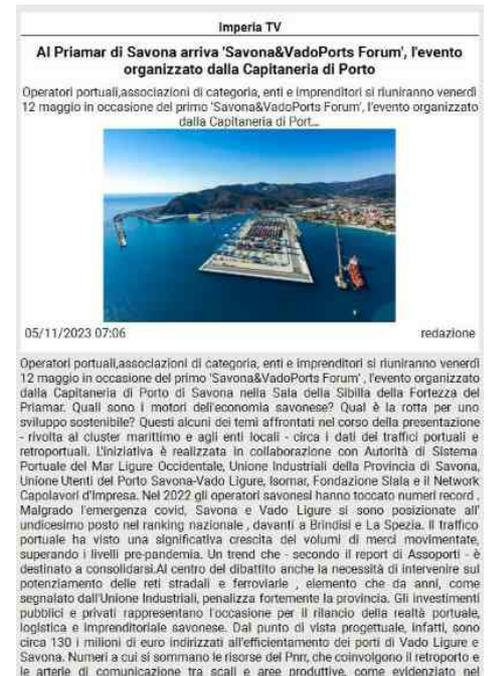 Imperia TV
Al Priamar di Savona arriva 'Savona&VadoPorts Forum', l'evento
organizzato dalla Capitaneria di Porto
Operatori portuali,associazioni di categoria, enti e imprenditori si riuniranno venerdì
12 maggio in occasione del primo 'Savona&VadoPorts Forum', l'evento organizzato
dalla Capitaneria di Port...
05/11/2023 07:06
redazione
Operatori portuali,associazioni di categoria, enti e imprenditori si riuniranno venerdì
12 maggio in occasione del primo 'Savona&VadoPorts Forum' , l'evento organizzato
dalla Capitaneria di Porto di Savona nella Sala della Sibilla della Fortezza del
Priamar. Quali sono i motori dell'economia savonese? Qual è la rotta per uno
sviluppo sostenibile? Questi alcuni dei temi affrontati nel corso della presentazione
- rivolta al cluster marittimo e agli enti locali - circa i dati dei traffici portuali e
retroportuali. L'iniziativa è realizzata in collaborazione con Autorità di Sistema
Portuale del Mar Ligure Occidentale, Unione Industriali della Provincia di Savona,
Unione Utenti del Porto Savona-Vado Ligure, Isomar, Fondazione Slala e il Network
Capolavori d'Impresa. Nel 2022 gli operatori savonesi hanno toccato numeri record .
Malgrado l'emergenza covid, Savona e Vado Ligure si sono posizionate all'
undicesimo posto nel ranking nazionale , davanti a Brindisi e La Spezia. Il traffico
portuale ha visto una significativa crescita dei volumi di merci movimentate,
superando i livelli pre-pandemia. Un trend che - secondo il report di Assoporti - è
destinato a consolidarsi.Al centro del dibattito anche la necessità di intervenire sul
potenziamento delle reti stradali e ferroviarie , elemento che da anni, come
segnalato dall'Unione Industriali, penalizza fortemente la provincia. Gli investimenti
pubblici e privati rappresentano l'occasione per il rilancio della realtà portuale,
logistica e imprenditoriale savonese. Dal punto di vista progettuale, infatti, sono
circa 130 i milioni di euro indirizzati all'efficientamento dei porti di Vado Ligure e
Savona. Numeri a cui si sommano le risorse del Pnrr, che coinvolgono il retroporto e
le arterie di comunicazione tra scali e aree produttive, come evidenziato nel